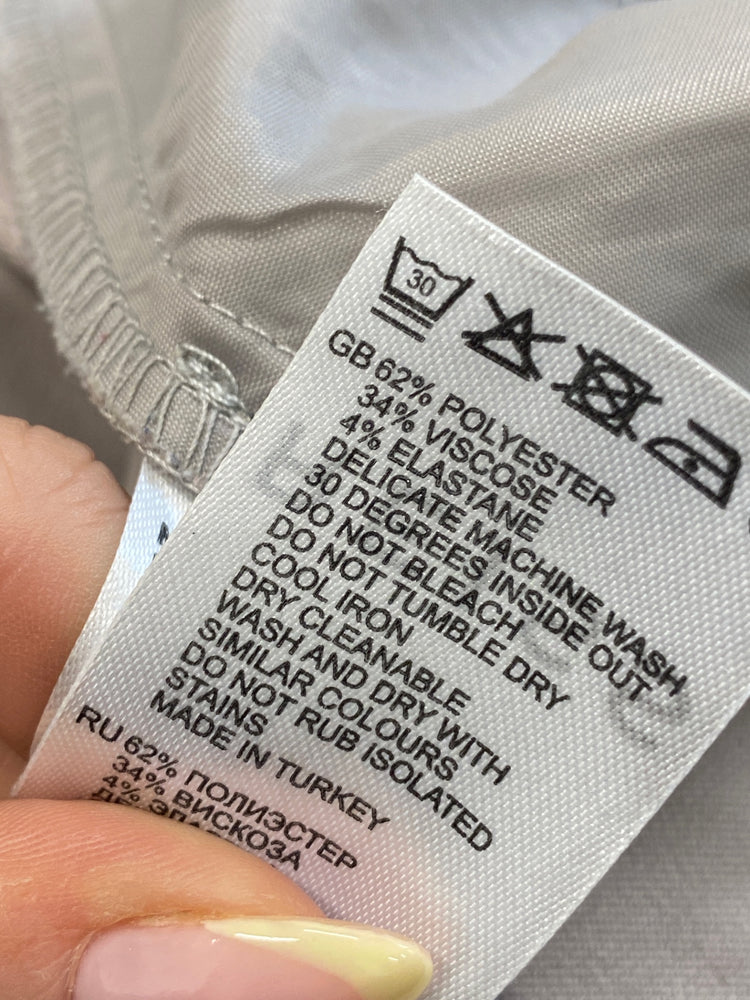 30
GB 62% POLYESTER
34% VISCOSE
4% ELASTANE
DELICATE MACHINE WASH
30 DEGREES INSIDE OUT
DO NOT BLEACH
DO NOT TUMBLE DRY
COOL IRON
DRY CLEANABLE
WASH AND DRY WITH
SIMILAR COLOURS
DO NOT RUB ISOLATED
STAINS
MADE IN TURKEY
RU 62% ПОЛИЭСТЕР
34% ВИСКОЗА
4%